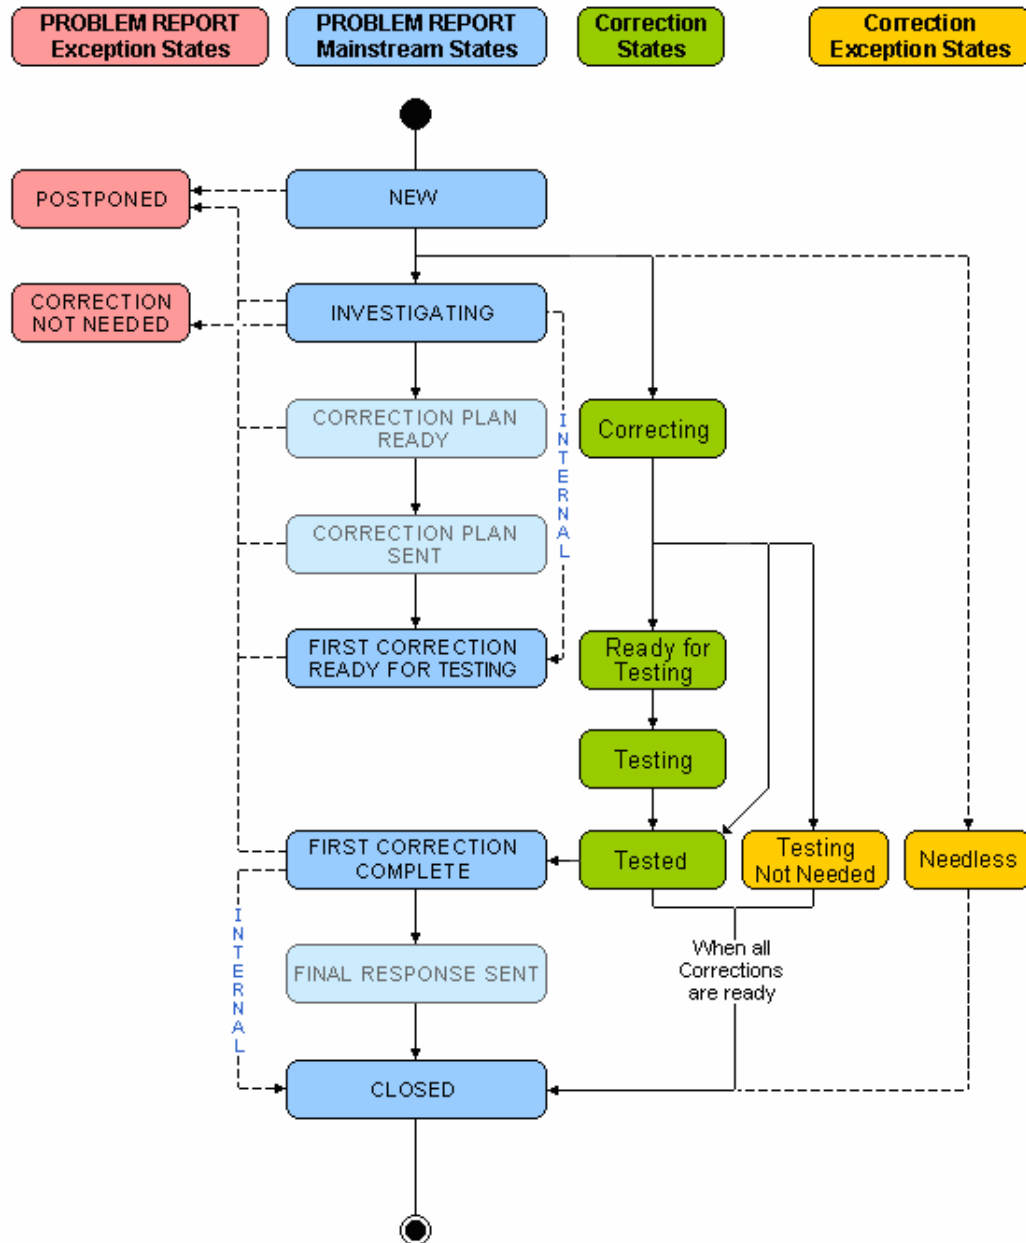 PROBLEM REPORT
Exception States
PROBLEM REPORT
Mainstream States
Correction
States
Correction
Exception States
POSTPONED
NEW
CORRECTION
NOT NEEDED
INVESTIGATING
CORRECTION PLAN
READY
Correcting
INTERNAL
CORRECTION PLAN
SENT
FIRST CORRECTION
READY FOR TESTING
Ready for
Testing
Testing
FIRST CORRECTION
COMPLETE
Tested
Testing
Not Needed
Needless
INTERNAL
FINAL RESPONSE SENT
When all
Corrections
are ready
CLOSED